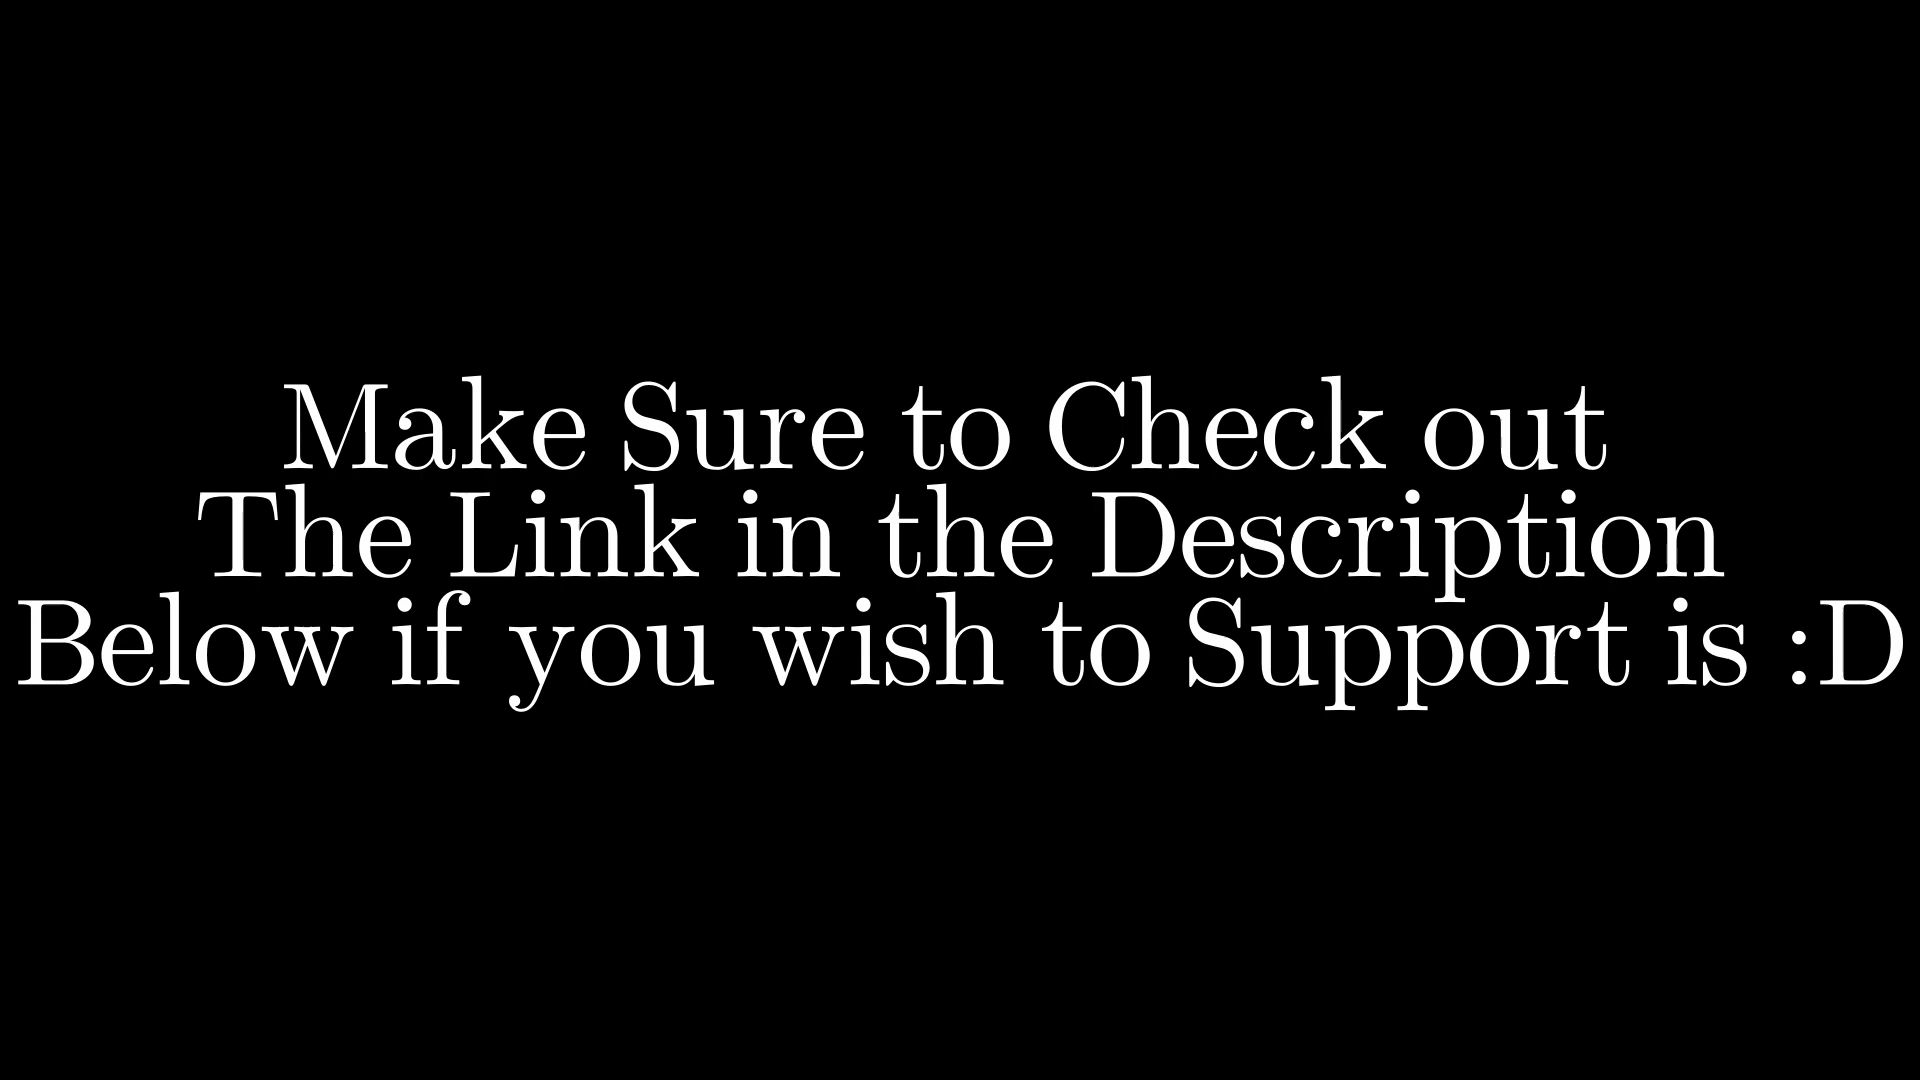 Make Sure to Check out
The Link in the Description
Below if you wish to Support is :D